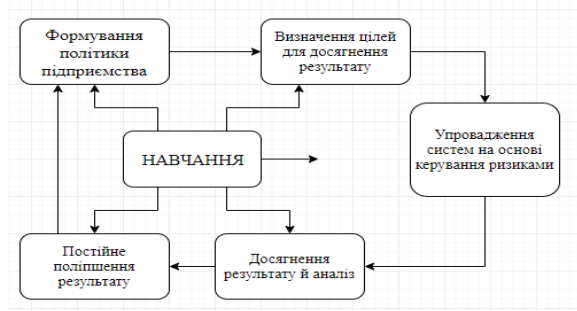 Формування
політики
підприємства
Визначення цілей
для досягнення
результату
Упровадження
систем на основі
керування ризиками
НАВЧАННЯ
Постійне
поліпшення
результату
Досягнення
результату й аналіз